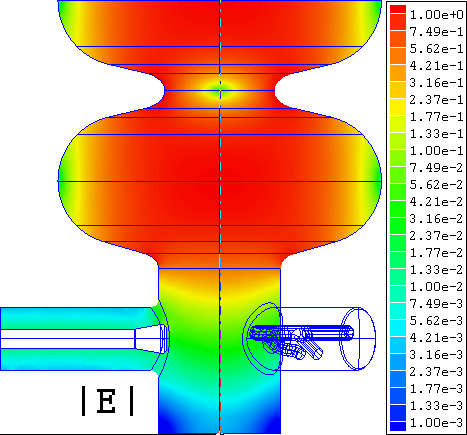 1.00e+0
7.49e-1
5.62e-1
4.21e-1
3.16e-1
2.37e-1
1.77e-1
1.33e-1
1.00e-1
7.49e-2
5.62e-2
4.21e-2
3.16e-2
2.37e-2
1.77e-2
1.33e-2
1.00e-2
7.49e-3
5.62e-3
4.21e-3
3.16e-3
2.37e-3
1.77e-3
1.33e-3
1.00e-3
|E|